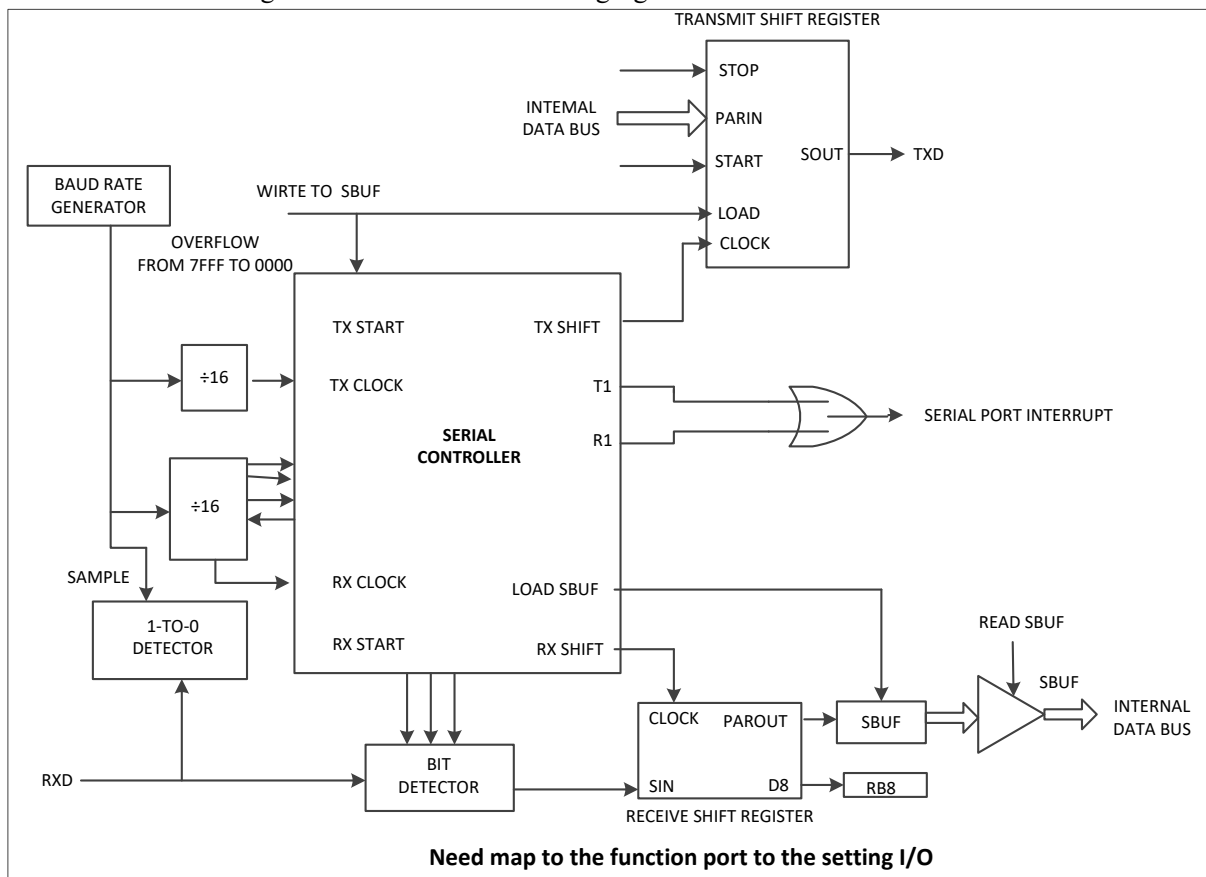 TRANSMIT SHIFT REGISTER
STOP
INTEMAL
DATA BUS
PARIN
START
SOUT
TXD
BAUD RATE
GENERATOR
WIRTE TO SBUF
LOAD
CLOCK
OVERFLOW
FROM 7FFF TO 0000
TX START
TX SHIFT
÷16
TX CLOCK
T1
SERIAL PORT INTERRUPT
R1
SERIAL
CONTROLLER
÷16
SAMPLE
RX CLOCK
LOAD SBUF
1-TO-0
DETECTOR
RX START
RX SHIFT
READ SBUF
SBUF
CLOCK
PAROUT
SBUF
INTERNAL
DATA BUS
RXD
BIT
DETECTOR
SIN
D8
RB8
RECEIVE SHIFT REGISTER
Need map to the function port to the setting I/O